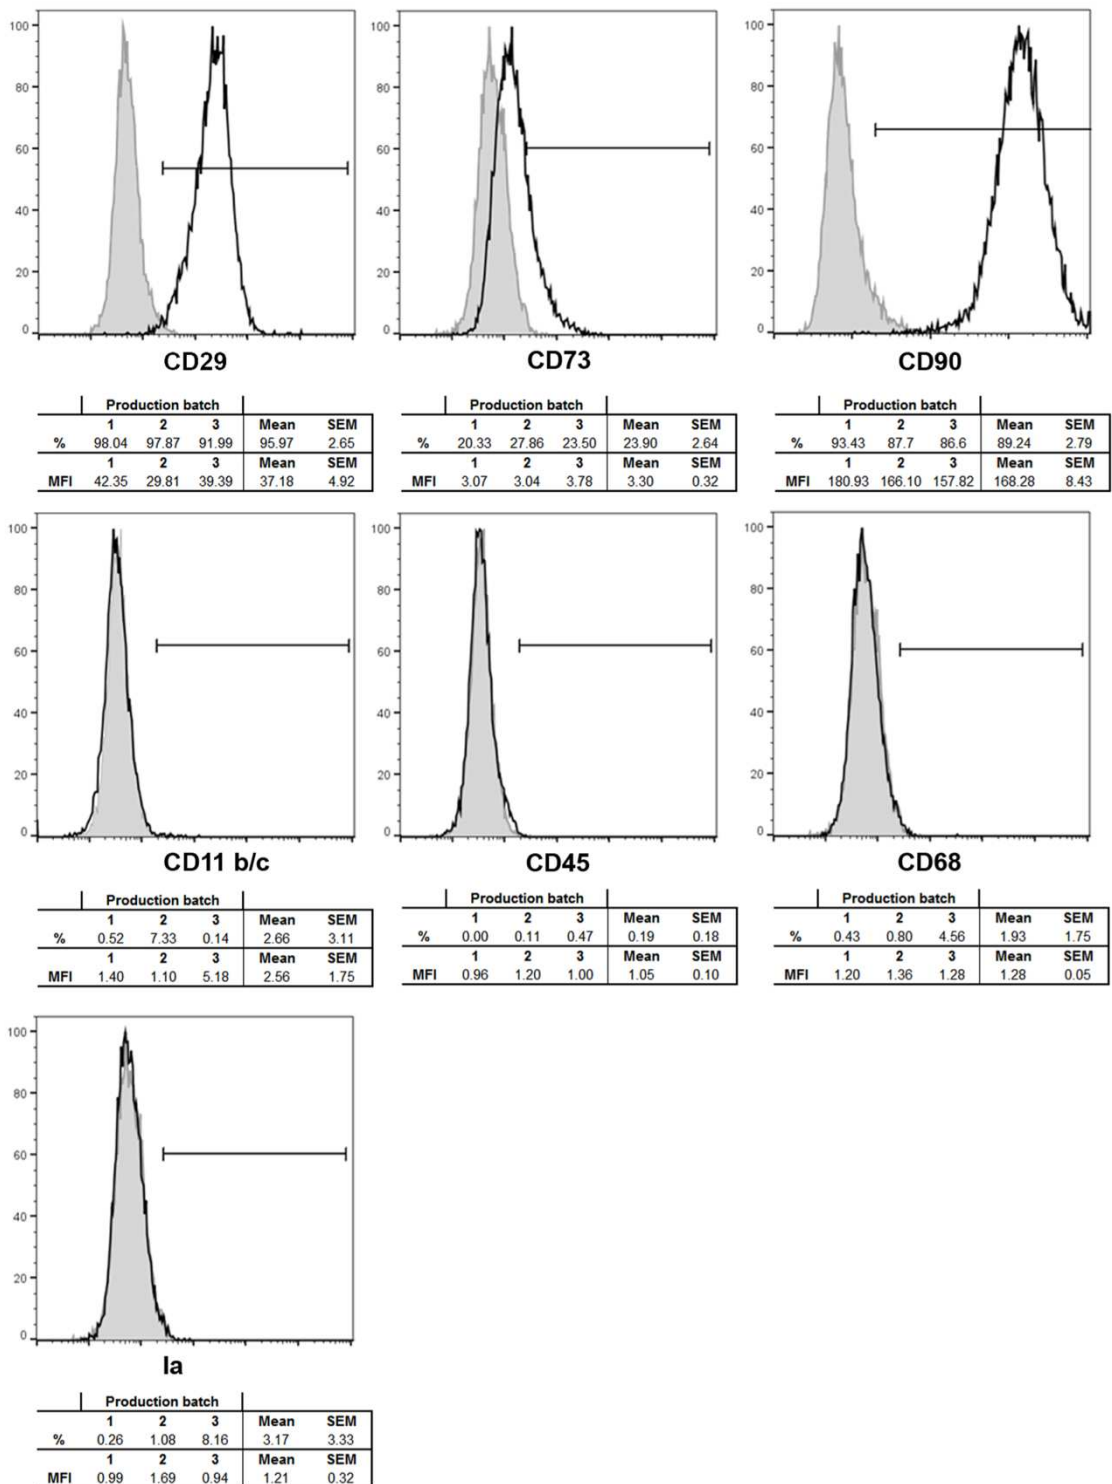 100 100 100
80 80 80
60 60 60
40 40 40
20 20 20
0 0 0
CD29 CD73 CD90
Production batch Production batch Production batch
1 2 3 Mean SEM 1 2 3 Mean SEM 1 2 3 Mean SEM
% 98.04 97.87 91.99 95.97 2.65 % 20.33 27.86 23.50 23.90 2.64 % 93.43 87.7 86.6 89.24 2.79
1 2 3 Mean SEM 1 2 3 Mean SEM 1 2 3 Mean SEM
MFI 42.35 29.81 39.39 37.18 4.92 MFI 3.07 3.04 3.78 3.30 0.32 MFI 180.93 166.10 157.82 168.28 8.43
100 100 100
80 80 80
60 60 60
40 40 40
20 20 20
0 0 0
CD11 b/c CD45 CD68
Production batch Production batch Production batch
1 2 3 Mean SEM 1 2 3 Mean SEM 1 2 3 Mean SEM
% 0.52 7.33 0.14 2.66 3.11 % 0.00 0.11 0.47 0.19 0.18 % 0.43 0.80 4.56 1.93 1.75
1 2 3 Mean SEM 1 2 3 Mean SEM 1 2 3 Mean SEM
MFI 1.40 1.10 5.18 2.56 1.75 MFI 0.96 1.20 1.00 1.05 0.10 MFI 1.20 1.36 1.28 1.28 0.05
100
80
60
40
20
0
Ia
Production batch
1 2 3 Mean SEM
% 0.26 1.08 8.16 3.17 3.33
1 2 3 Mean SEM
MFI 0.99 1.69 0.94 1.21 0.32